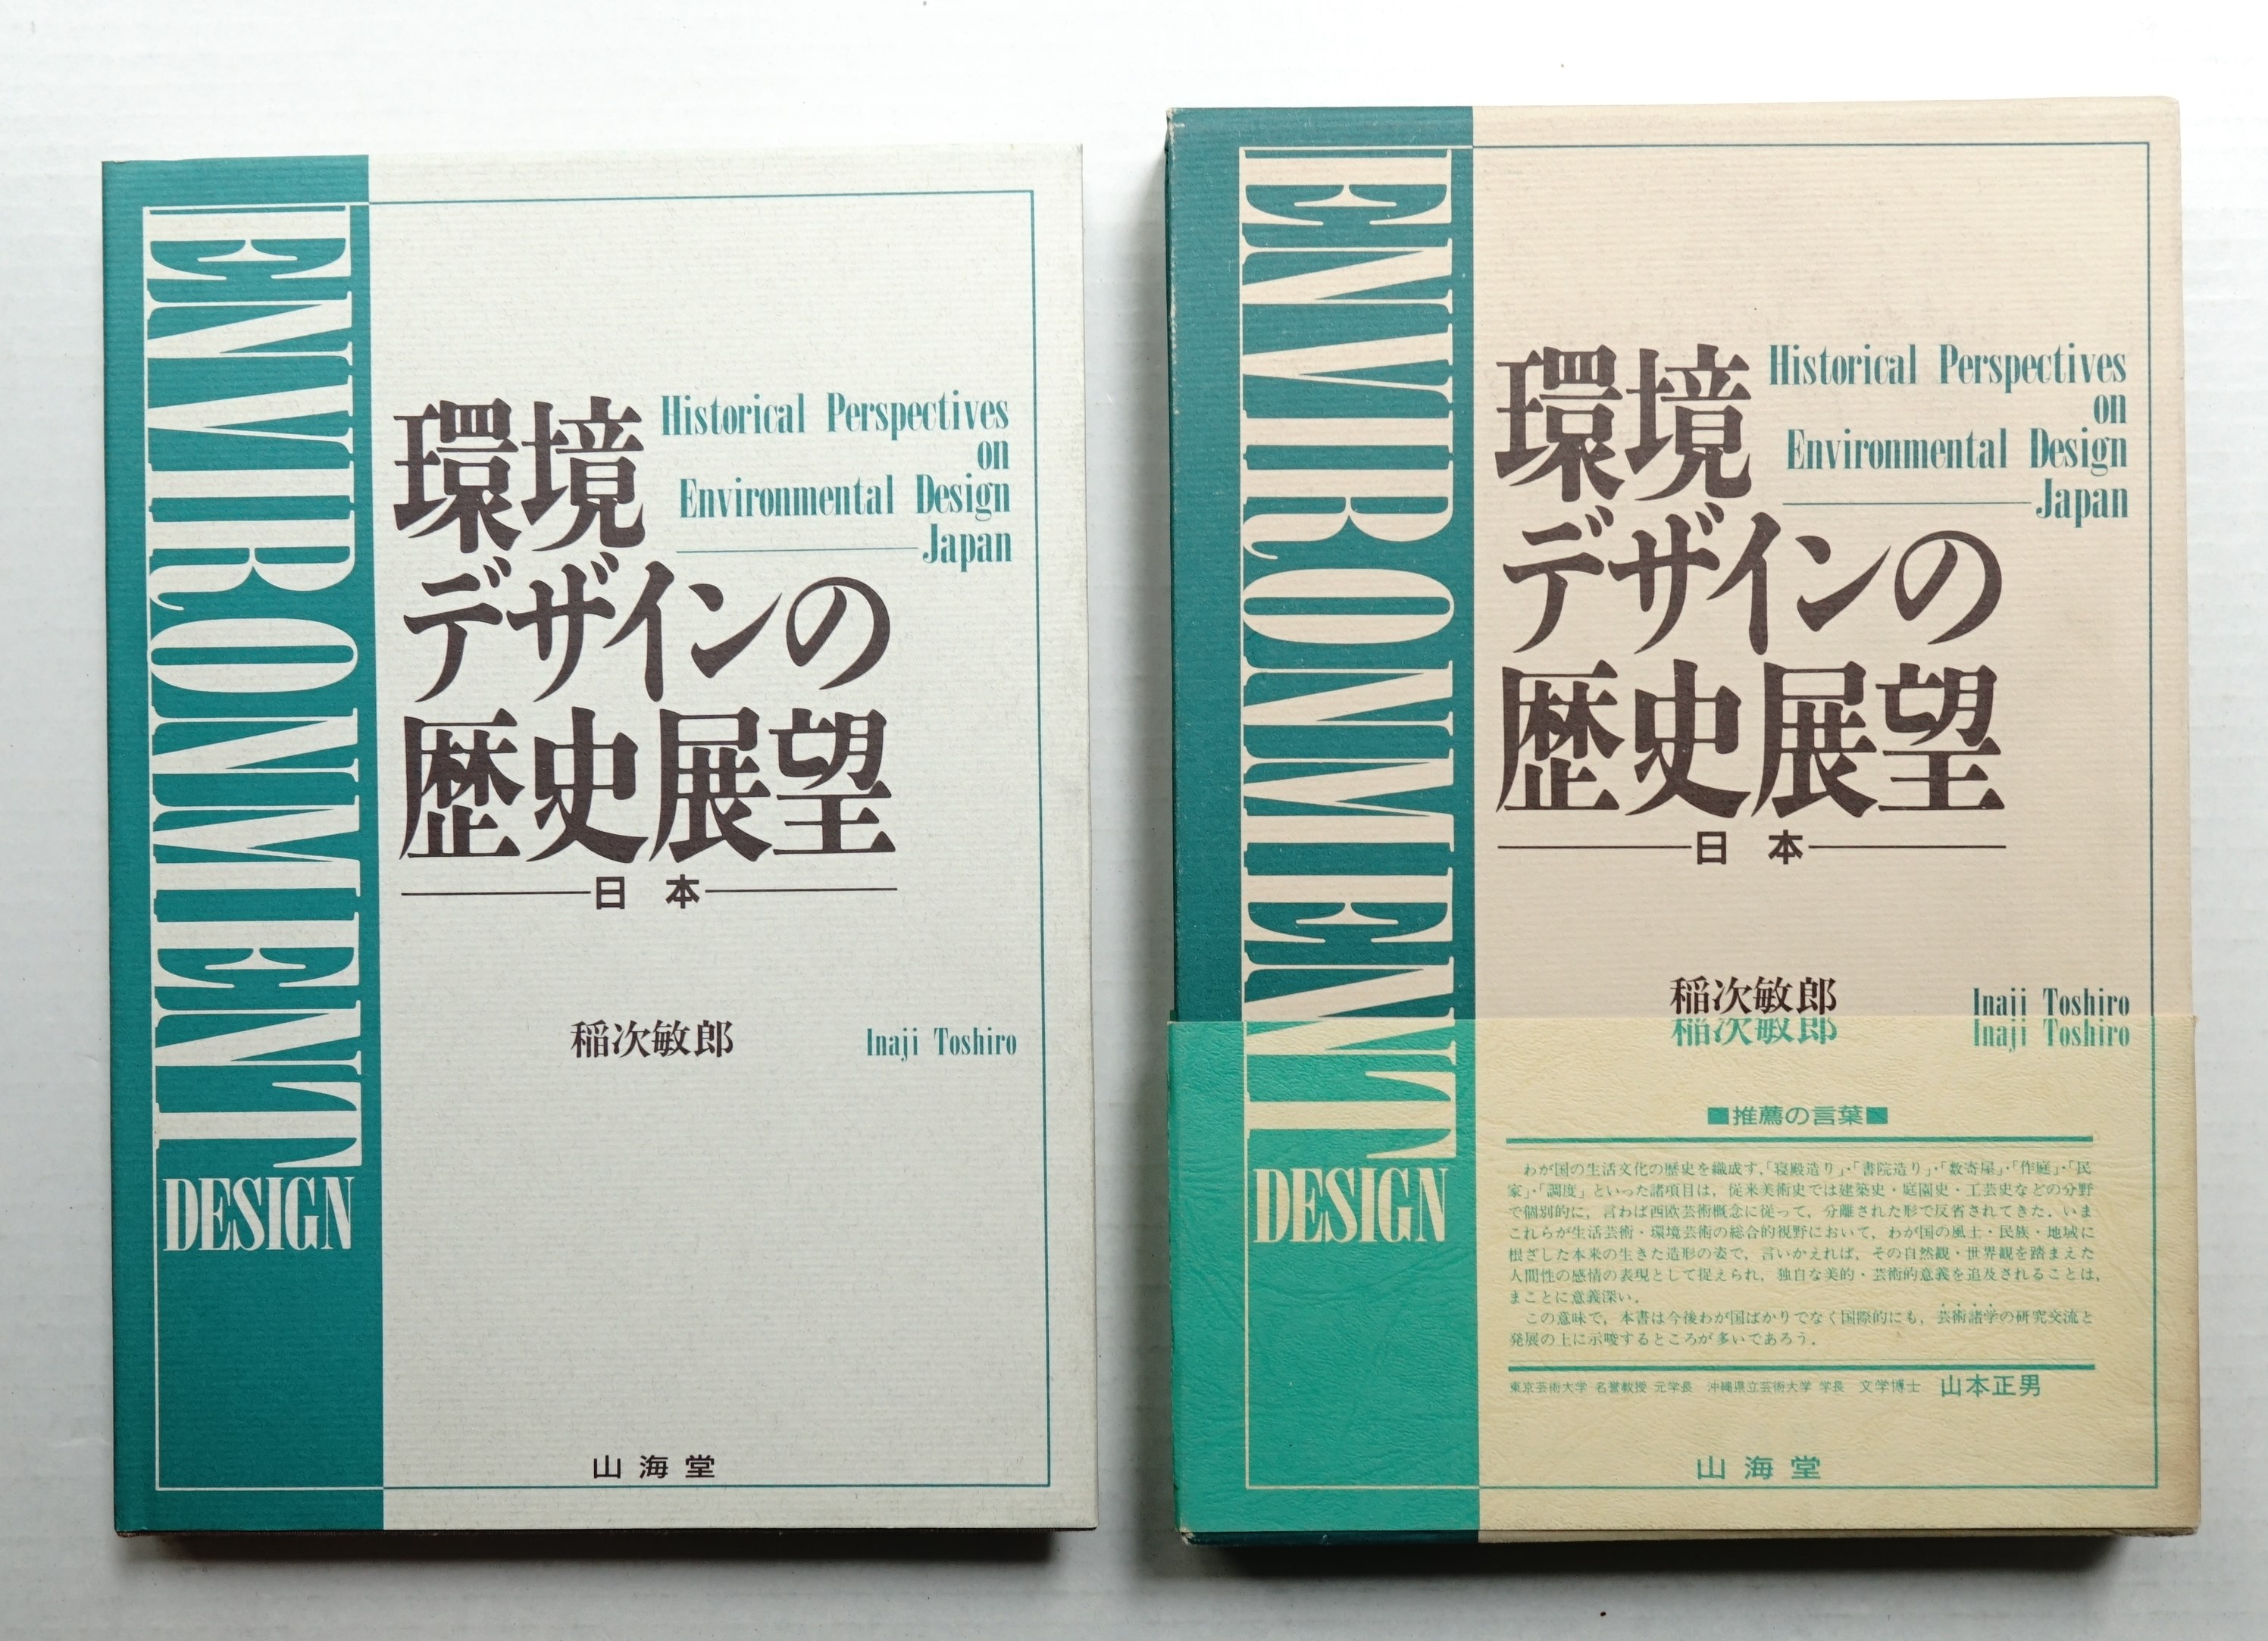 ENVIRONMENT
DESIGN
環境
Historical Perspectives
on
Environmental Design
Japan
デザインの
歴史展望
日本
稲次敏郎
Inaji Toshiro
山海堂
ENVIRONMENT
DESIGN
環境
Historical Perspectives
on
Environmental Design
Japan
デザインの
歴史展望
日本
稲次敏郎
Inaji Toshiro
稲次敏郎
Inaji Toshiro
■推薦の言葉■
わが国の生活文化の歴史を織成す，「寝殿造り」・「書院造り」・「数寄屋」・「作庭」・「民
家」・「調度」といった諸項目は，従来美術史では建築史・庭園史・工芸史などの分野
で個別的に，言わば西欧芸術概念に従って，分離された形で反省されてきた．いま
これらが生活芸術・環境芸術の総合的視野において，わが国の風土・民族・地域に
根ざした本来の生きた造形の姿で，言いかえれば，その自然観・世界観を踏まえた
人間性の感情の表現として捉えられ，独自な美的・芸術的意義を追及されることは，
まことに意義深い．
この意味で，本書は今後わが国ばかりでなく国際的にも，芸術諸学の研究交流と
発展の上に示唆するところが多いであろう．
東京芸術大学 名誉教授 元学長 沖縄県立芸術大学 学長 文学博士 山本正男
山海堂